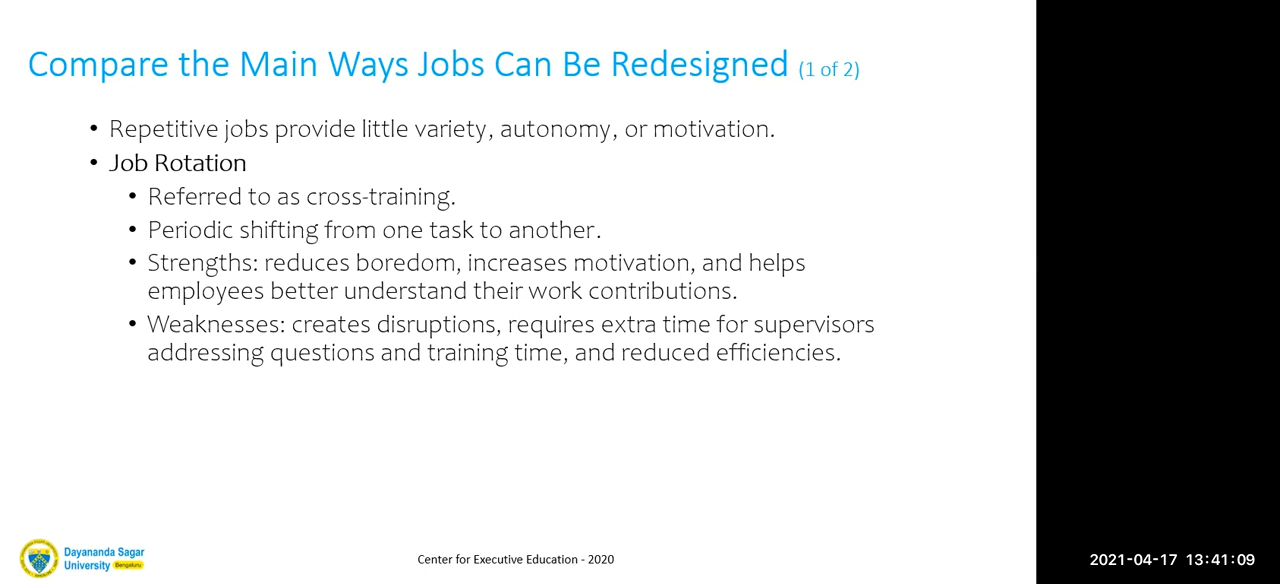 Compare the Main Ways Jobs Can Be Redesigned (1 of 2)
• Repetitive jobs provide little variety, autonomy, or motivation.
• Job Rotation
• Referred to as cross-training.
• Periodic shifting from one task to another.
• Strengths: reduces boredom, increases motivation, and helps
employees better understand their work contributions.
• Weaknesses: creates disruptions, requires extra time for supervisors
addressing questions and training time, and reduced efficiencies.
Dayananda Sagar
University Bengaluru
Center for Executive Education - 2020
2021-04-17 13:41:09